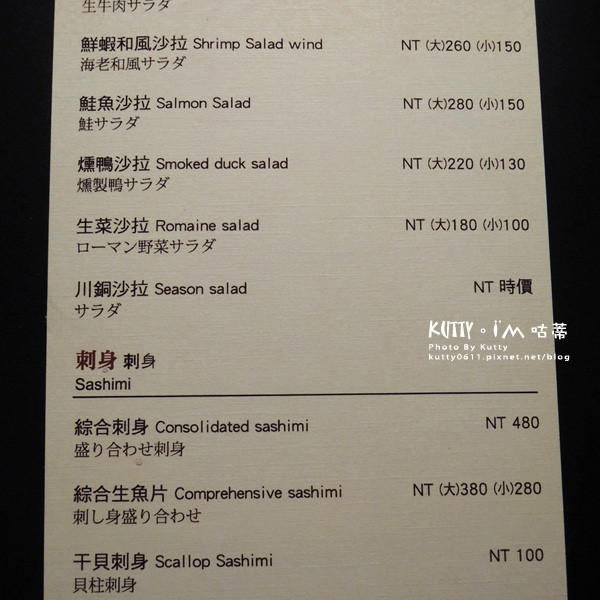 生牛肉サラダ
鮮蝦和風沙拉 Shrimp Salad wind NT (大)260 (小)150
海老和風サラダ
鮭魚沙拉 Salmon Salad NT (大)280 (小)150
鮭サラダ
燻鴨沙拉 Smoked duck salad NT (大)220 (小)130
燻製鴨サラダ
生菜沙拉 Romaine salad NT (大)180 (小)100
ローマン野菜サラダ
川銅沙拉 Season salad NT 時價
サラダ
KUTTY。I'M 咕蒂
Photo By Kutty
kutty0611.pixnet.net/blog
刺身 刺身
Sashimi
綜合刺身 Consolidated sashimi NT 480
盛り合わせ刺身
綜合生魚片 Comprehensive sashimi NT (大)380 (小)280
刺し身盛り合わせ
干貝刺身 Scallop Sashimi NT 100
貝柱刺身